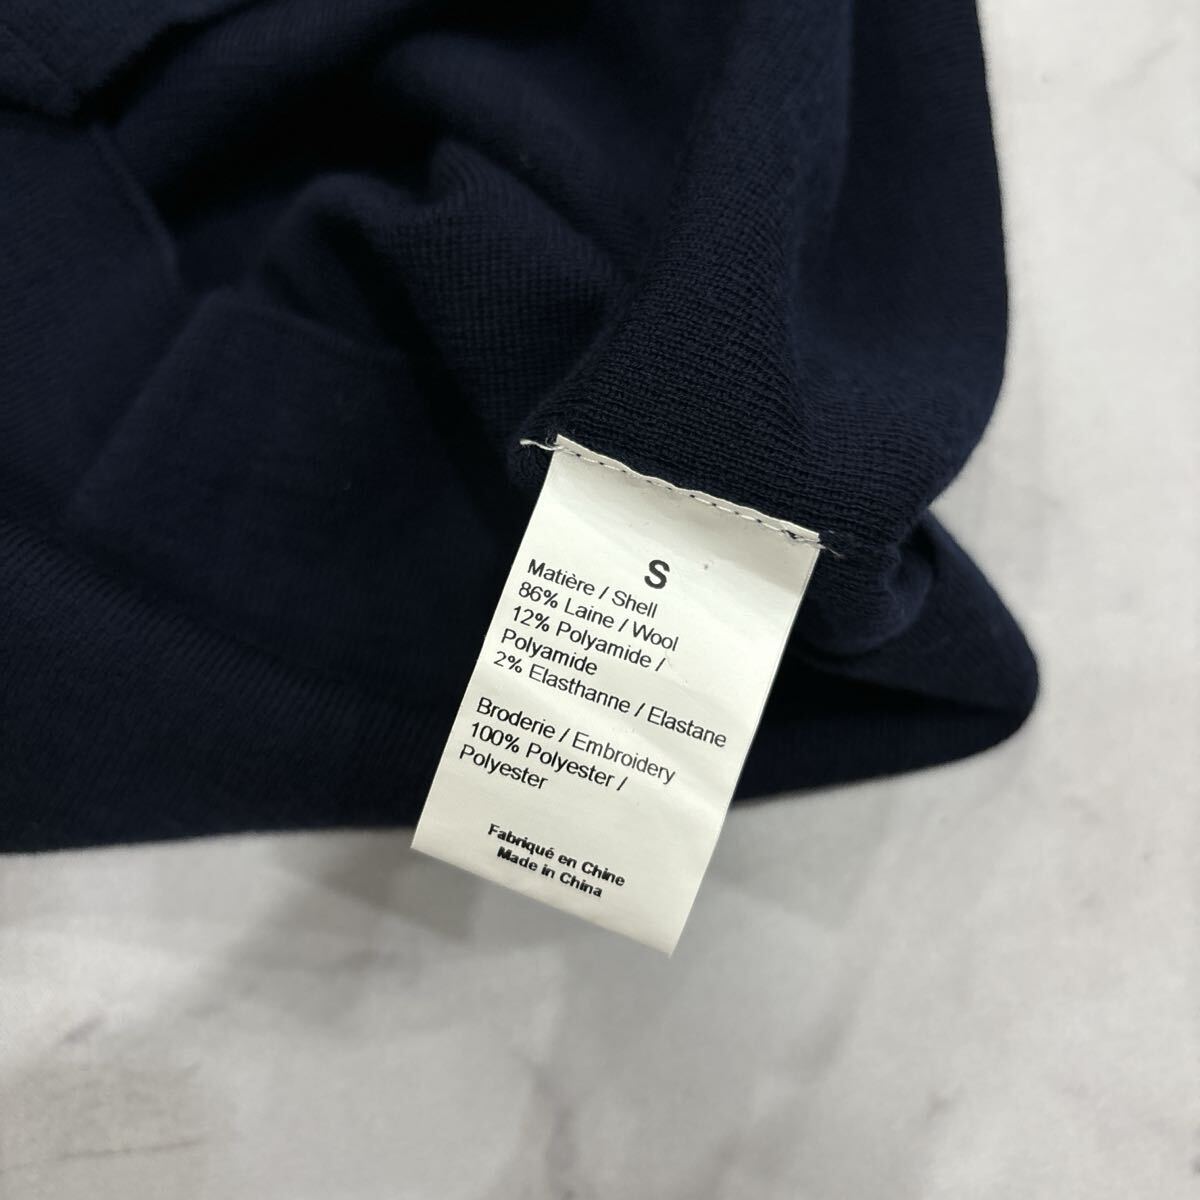 S
Matière / Shell
86% Laine / Wool
12% Polyamide /
Polyamide
2% Elasthanne / Elastane
Broderie / Embroidery
100% Polyester /
Polyester
Fabriqué en Chine
Made in China